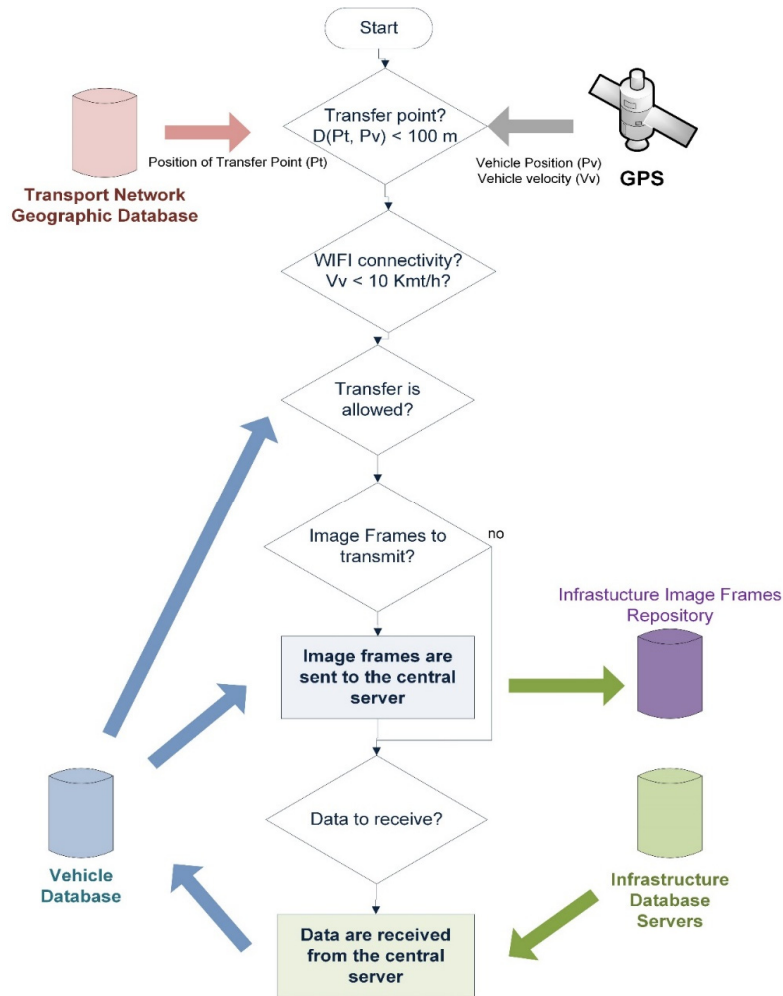 Start
Transfer point?
D(Pt, Pv) < 100 m
Position of Transfer Point (Pt)
Transport Network
Geographic Database
Vehicle Position (Pv)
Vehicle velocity (Vv)
GPS
WIFI connectivity?
Vv < 10 Kmt/h?
Transfer is
allowed?
Image Frames to
transmit?
no
Infrastucture Image Frames
Repository
Image frames are
sent to the central
server
Data to receive?
Vehicle
Database
Infrastructure
Database
Servers
Data are received
from the central
server